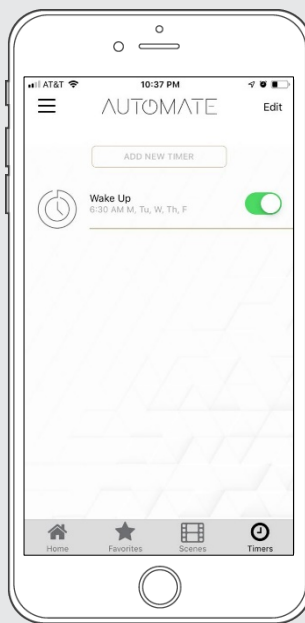 AT&T 10:37 PM
AUTOMATE Edit
ADD NEW TIMER
Wake Up
6:30 AM M, Tu, W, Th, F
Home Favorites Scenes Timers